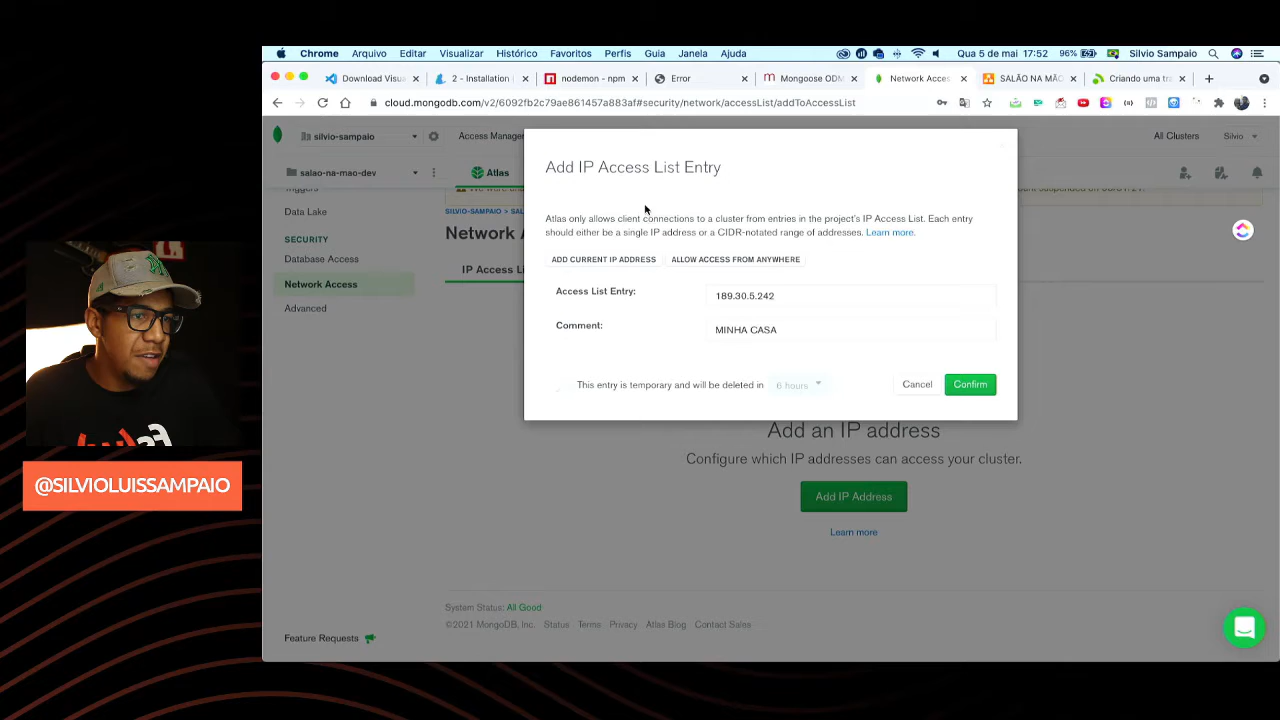 Chrome Arquivo Editar Visualizar Histórico Favoritos Perfis Guia Janela Ajuda Qua 5 de mai 17:52 96% Silvio Sampaio
Download Visua 2 - Installation nodemon - npm Error Mongoose ODM Network Acces SALÃO NA MÃO Criando uma tra
cloud.mongodb.com/v2/6092fb2c79ae861457a883af#security/network/accessList/addToAccessList
silvio-sampaio Access Manager All Clusters Silvio
salao-na-mao-dev Atlas
Triggers
Data Lake
SECURITY
Database Access
Network Access
Advanced
Feature Requests
SILVIO-SAMPAIO > SAL
Network A
IP Access Li
Add IP Access List Entry
Atlas only allows client connections to a cluster from entries in the project's IP Access List. Each entry
should either be a single IP address or a CIDR-notated range of addresses. Learn more.
ADD CURRENT IP ADDRESS ALLOW ACCESS FROM ANYWHERE
Access List Entry: 189.30.5.242
Comment: MINHA CASA
This entry is temporary and will be deleted in 6 hours Cancel Confirm
Add an IP address
Configure which IP addresses can access your cluster.
Add IP Address
Learn more
System Status: All Good
©2021 MongoDB, Inc. Status Terms Privacy Atlas Blog Contact Sales
@SILVIOLUISSAMPAIO